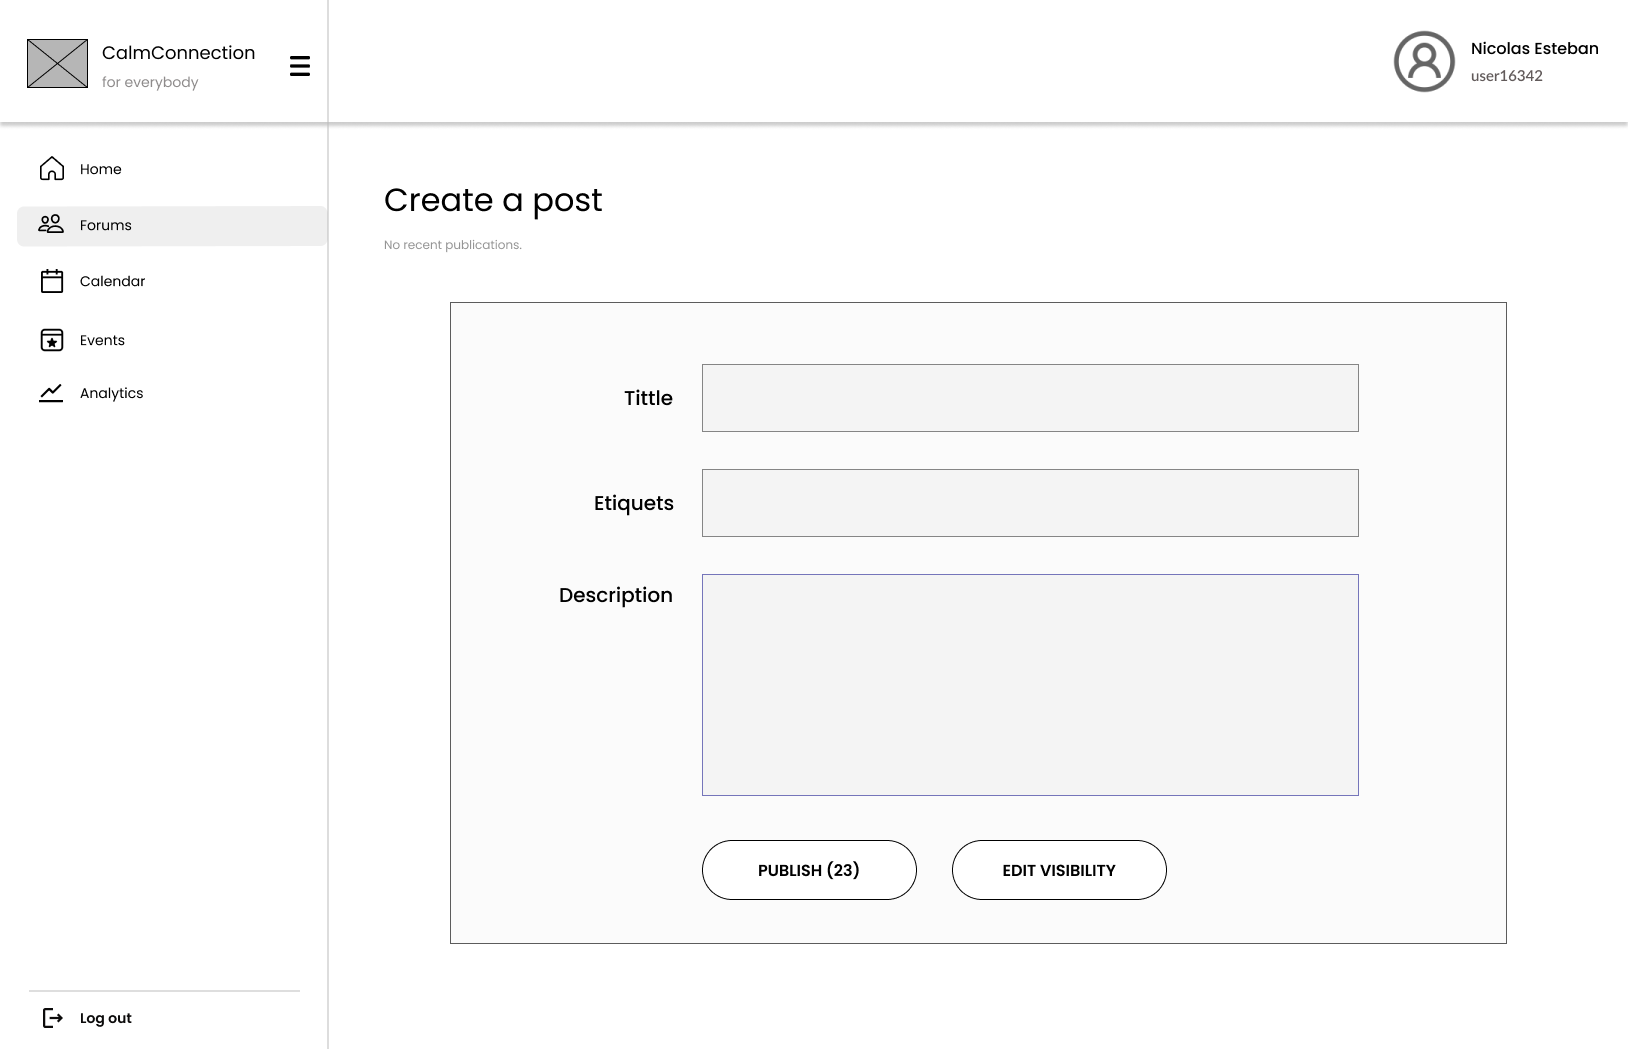 CalmConnection
for everybody
Nicolas Esteban
user16342
Home
Forums
Calendar
Events
Analytics
Log out
Create a post
No recent publications.
Tittle
Etiquets
Description
PUBLISH (23)
EDIT VISIBILITY